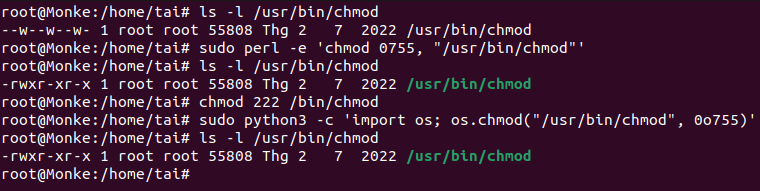 root@Monke:/home/tai# ls -l /usr/bin/chmod
--w--w--w- 1 root root 55808 Thg 2   7  2022 /usr/bin/chmod
root@Monke:/home/tai# sudo perl -e 'chmod 0755, "/usr/bin/chmod"'
root@Monke:/home/tai# ls -l /usr/bin/chmod
-rwxr-xr-x 1 root root 55808 Thg 2   7  2022 /usr/bin/chmod
root@Monke:/home/tai# chmod 222 /bin/chmod
root@Monke:/home/tai# sudo python3 -c 'import os; os.chmod("/usr/bin/chmod", 0o755)'
root@Monke:/home/tai# ls -l /usr/bin/chmod
-rwxr-xr-x 1 root root 55808 Thg 2   7  2022 /usr/bin/chmod
root@Monke:/home/tai#